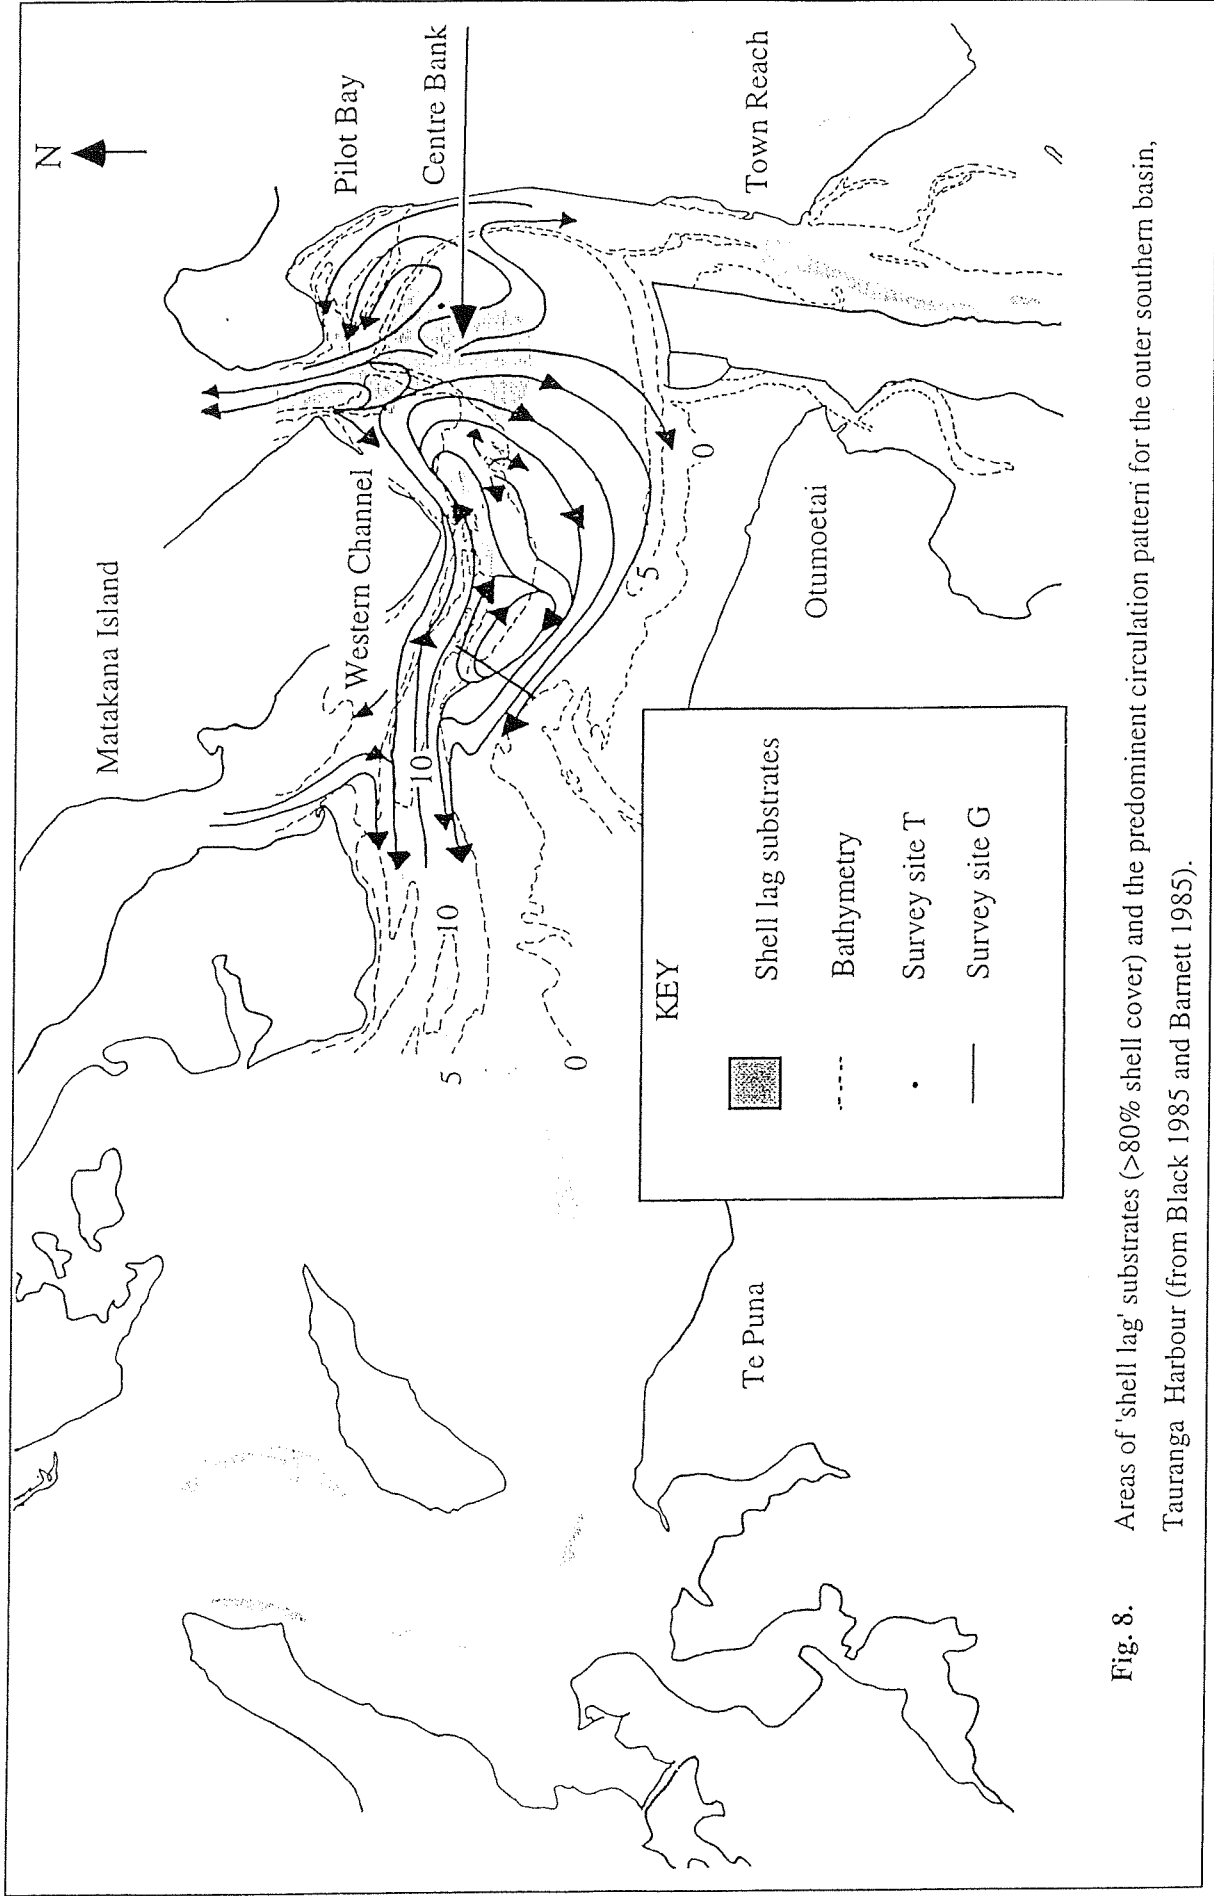 N
Matakana Island
Pilot Bay
Western Channel
Centre Bank
10
10
5
0
5
0
Town Reach
Otumoetai
Te Puna
KEY
Shell lag substrates
Bathymetry
Survey site T
Survey site G
Fig. 8. Areas of 'shell lag' substrates (>80% shell cover) and the predominent circulation pattern for the outer southern basin,
Tauranga Harbour (from Black 1985 and Barnett 1985).